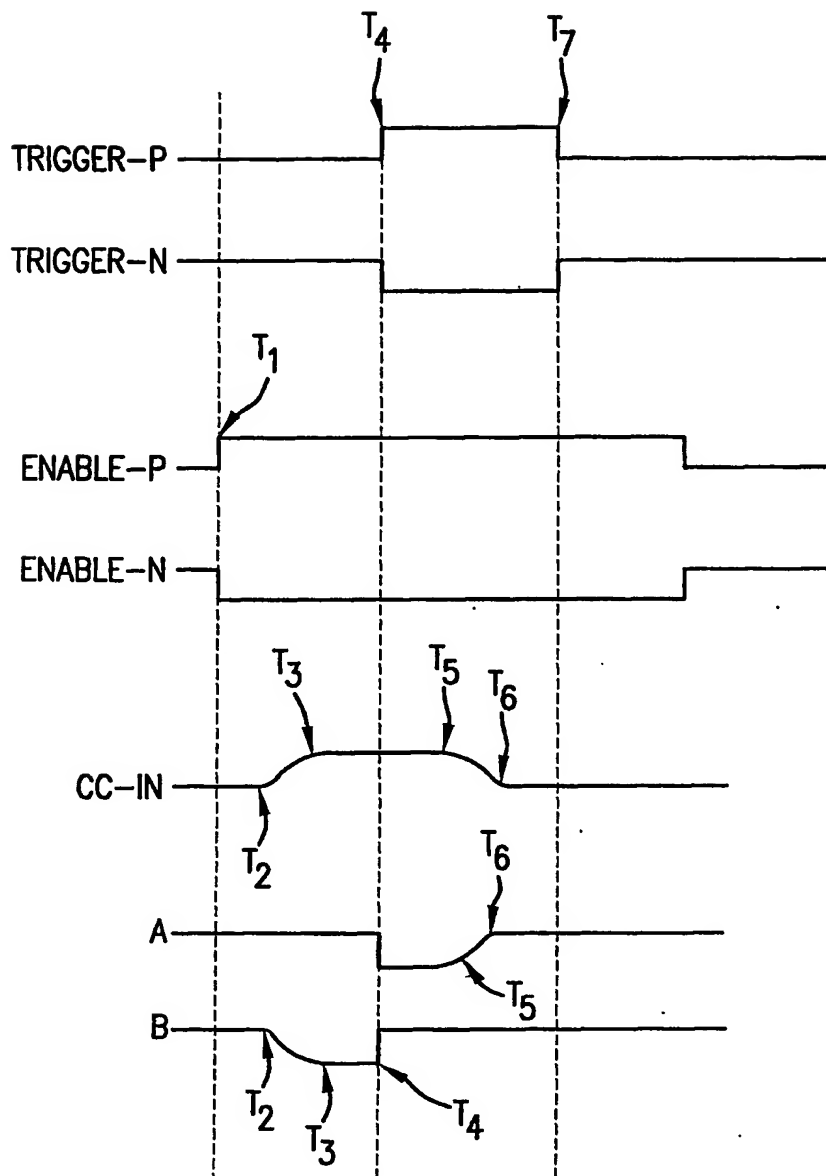 T4 T7
TRIGGER-P
TRIGGER-N
T1
ENABLE-P
ENABLE-N
T3 T5 T6
CC-IN
T2 T6
A
T5
B
T2 T3 T4